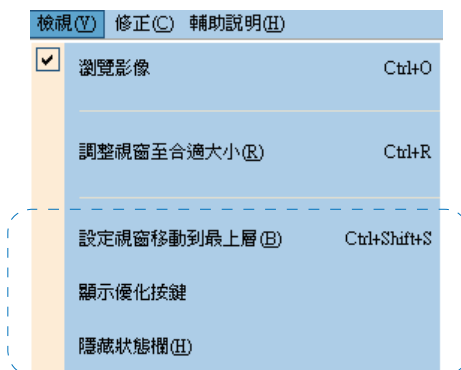 檢視(V) 修正(C) 輔助說明(H)
瀏覽影像 Ctrl+O
調整視窗至合適大小(R) Ctrl+R
設定視窗移動到最上層(B) Ctrl+Shift+S
顯示優化按鍵
隱藏狀態欄(H)